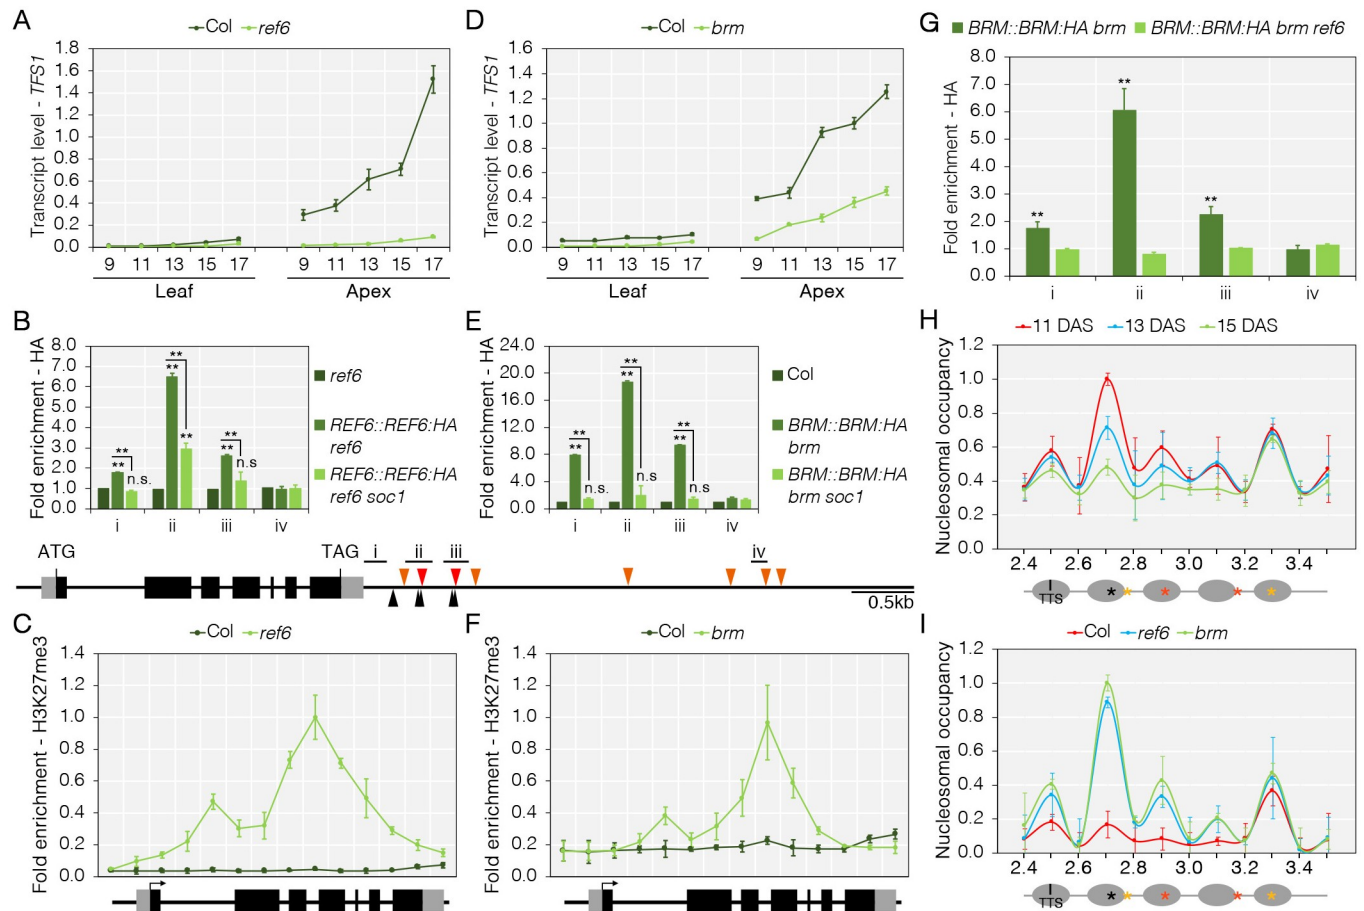 A
Col ref6
Transcript level - TFS1
1.8
1.6
1.4
1.2
1.0
0.8
0.6
0.4
0.2
0.0
9 11 13 15 17 9 11 13 15 17
Leaf Apex
D
Col brm
Transcript level - TFS1
1.6
1.4
1.2
1.0
0.8
0.6
0.4
0.2
0.0
9 11 13 15 17 9 11 13 15 17
Leaf Apex
G
BRM::BRM:HA brm BRM::BRM:HA brm ref6
Fold enrichment - HA
8.0
7.0
6.0
5.0
4.0
3.0
2.0
1.0
0.0
** ** **
i ii iii iv
B
Fold enrichment - HA
8.0
7.0
6.0
5.0
4.0
3.0
2.0
1.0
0.0
** ** n.s.
** ** **
** ** n.s
i ii iii iv
ref6
REF6::REF6:HA
ref6
REF6::REF6:HA
ref6 soc1
E
Fold enrichment - HA
24.0
20.0
16.0
12.0
8.0
4.0
0.0
** ** n.s.
** ** n.s
** ** n.s
i ii iii iv
Col
BRM::BRM:HA
brm
BRM::BRM:HA
brm soc1
ATG TAG i ii iii iv
0.5kb
H
11 DAS 13 DAS 15 DAS
Nucleosomal occupancy
1.2
1.0
0.8
0.6
0.4
0.2
0.0
2.4 2.6 2.7 2.8 3.0 3.2 3.3 3.4
TTS * * * * *
C
Col ref6
Fold enrichment - H3K27me3
1.4
1.2
1.0
0.8
0.6
0.4
0.2
0.0
F
Col brm
Fold enrichment - H3K27me3
1.4
1.2
1.0
0.8
0.6
0.4
0.2
0.0
I
Col ref6 brm
Nucleosomal occupancy
1.2
1.0
0.8
0.6
0.4
0.2
0.0
2.4 2.6 2.7 2.8 3.0 3.2 3.3 3.4
TTS * * * * *